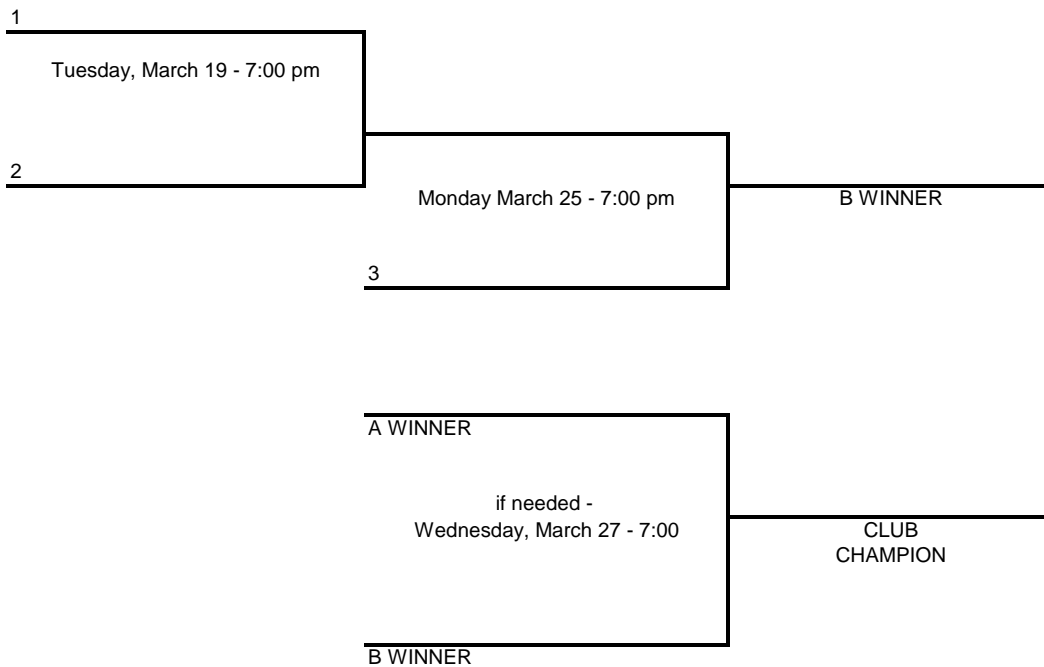 1
Tuesday, March 19 - 7:00 pm
2
Monday March 25 - 7:00 pm
B WINNER
3
A WINNER
if needed -
Wednesday, March 27 - 7:00
CLUB
CHAMPION
B WINNER